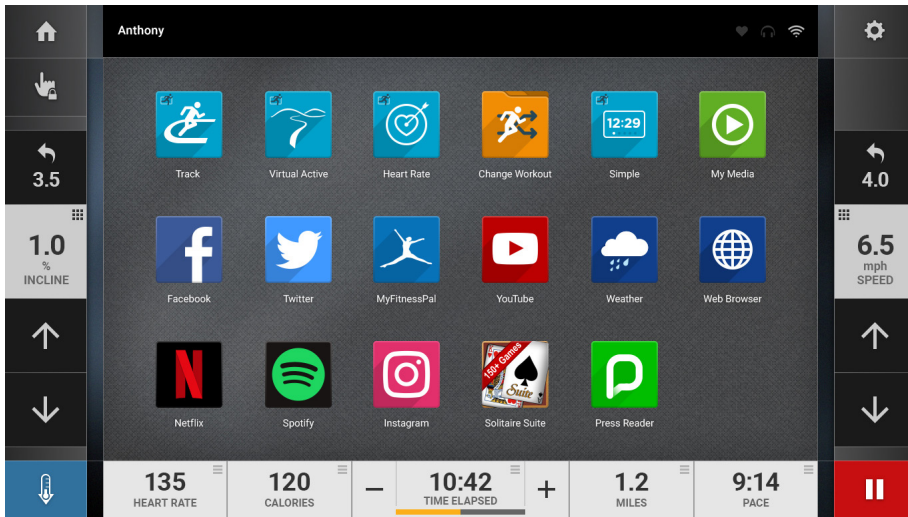 Anthony
3.5
1.0
%
INCLINE
12:29
Track
Virtual Active
Heart Rate
Change Workout
Simple
My Media
4.0
6.5
mph
SPEED
f
Facebook
Twitter
MyFitnessPal
YouTube
Weather
Web Browser
N
150+ Games
Suite
Netflix
Spotify
Instagram
Solitaire Suite
Press Reader
135
HEART RATE
120
CALORIES
− 10:42 +
TIME ELAPSED
1.2
MILES
9:14
PACE